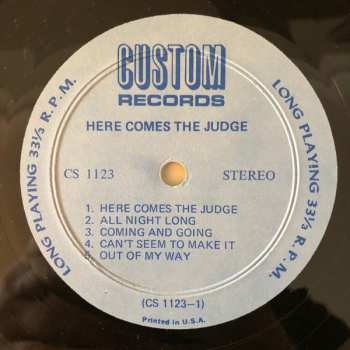 CUSTOM
RECORDS
HERE COMES THE JUDGE
CS 1123
STEREO
LONG PLAYING 33⅓ R.P.M.
LONG PLAYING 33⅓ R.P.M.
1. HERE COMES THE JUDGE
2. ALL NIGHT LONG
3. COMING AND GOING
4. CAN'T SEEM TO MAKE IT
5. OUT OF MY WAY
(CS 1123-1)
Printed in U.S.A.